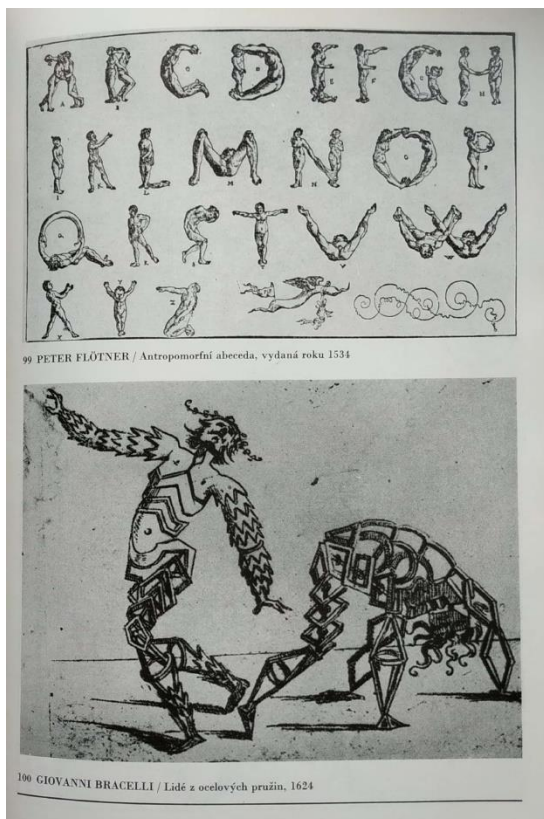 A B C D E F G H
I K L M N O P
Q R S T V W
X Y Z
99 PETER FLÖTNER / Antropomorfní abeceda, vydaná roku 1534
100 GIOVANNI BRACELLI / Lidé z ocelových pružin, 1624